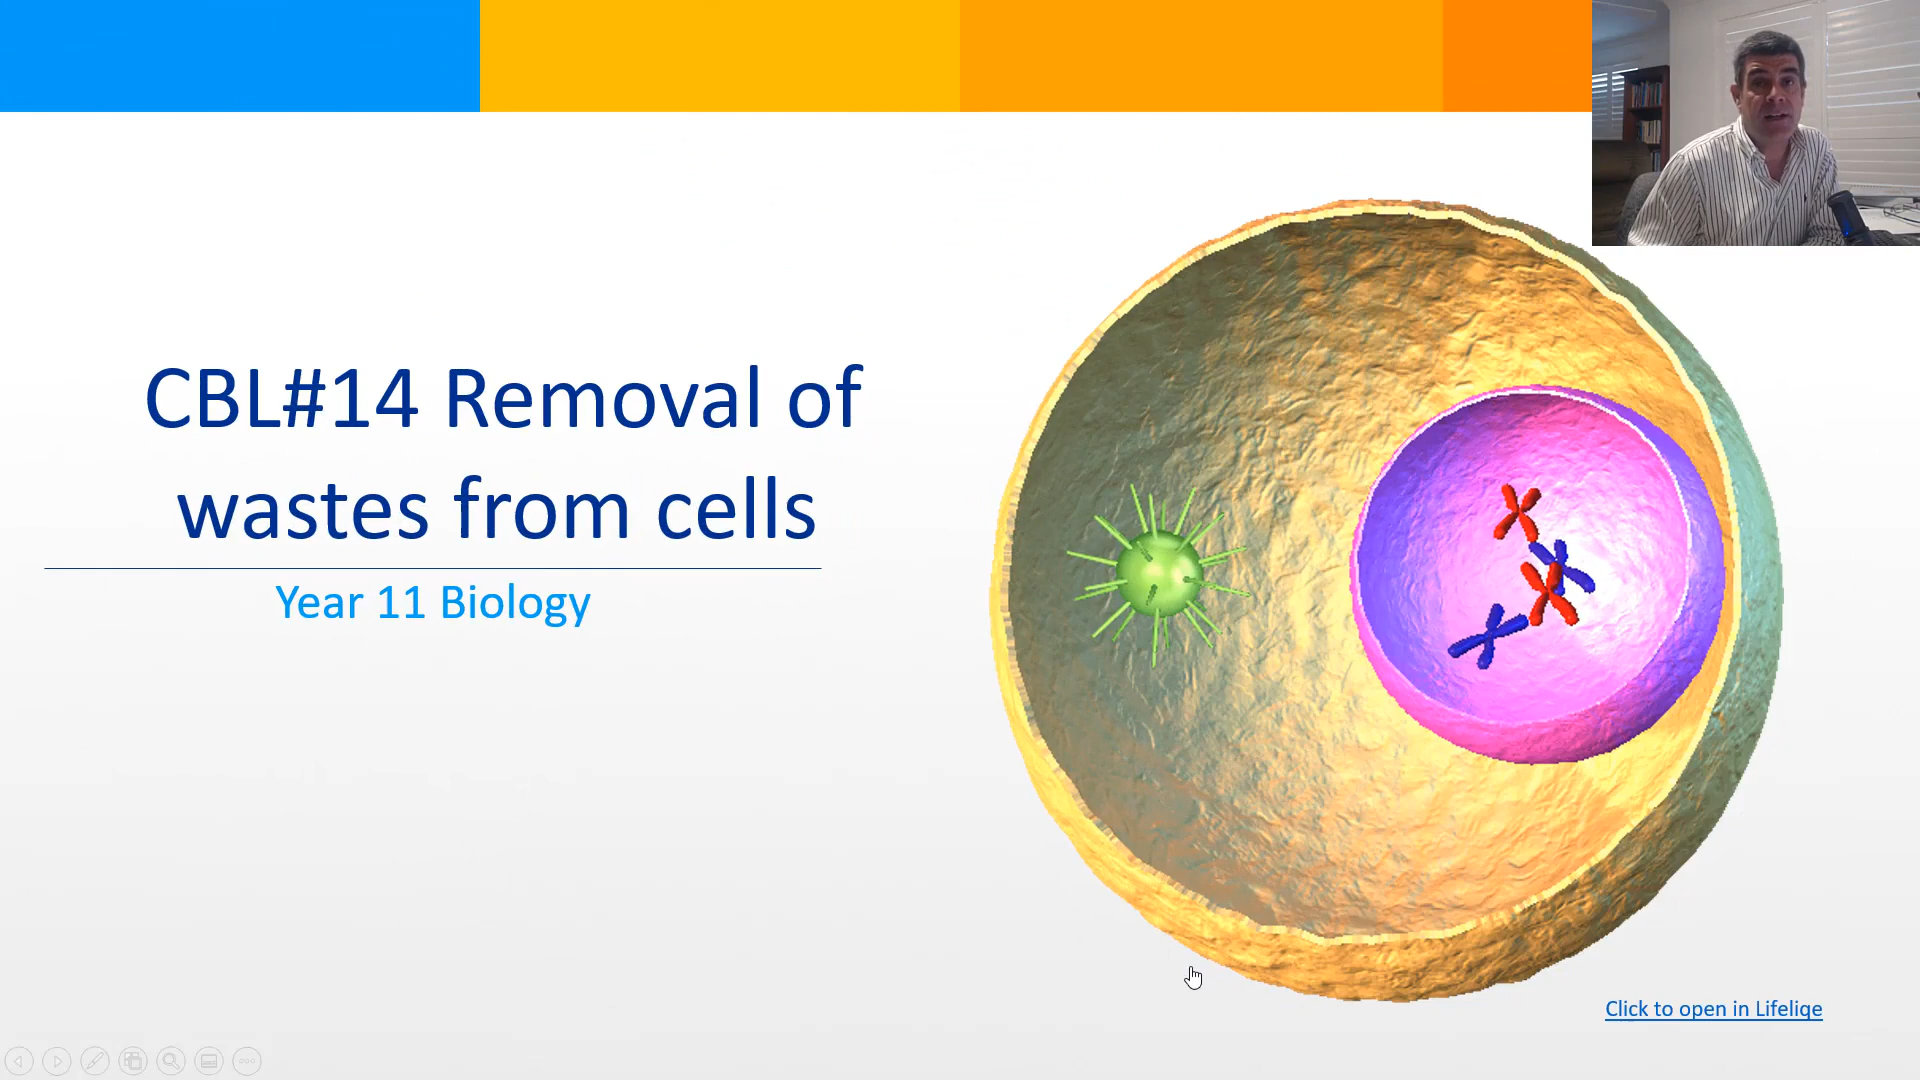 CBL#14 Removal of
wastes from cells
Year 11 Biology
Click to open in Lifeliqe